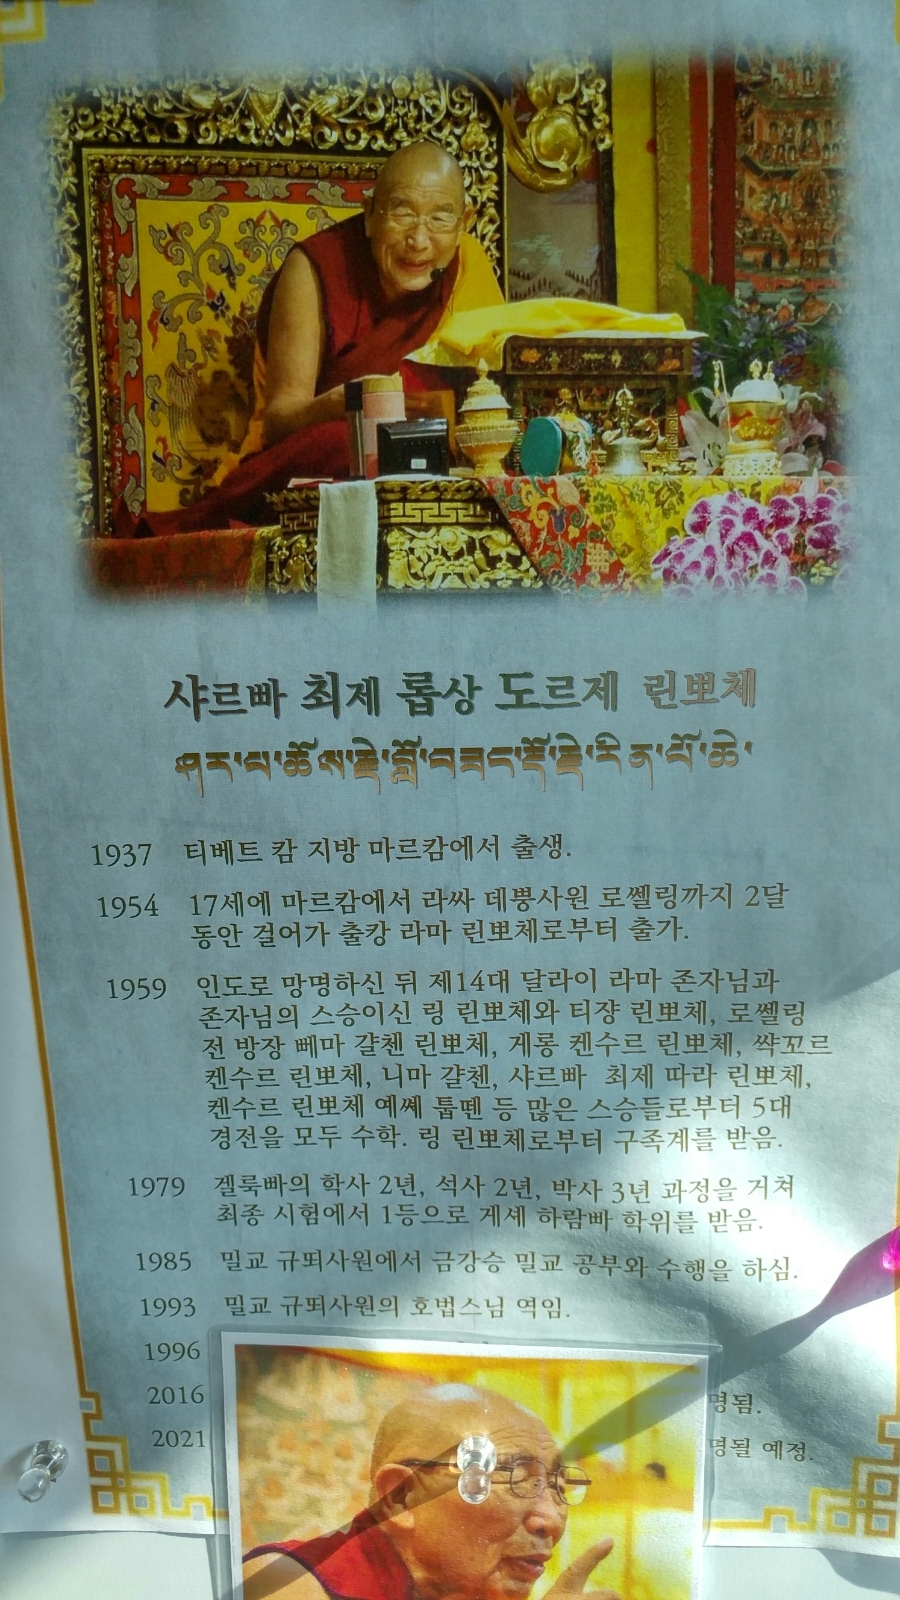 샤르빠 최제 롭상 도르제 린뽀체
ཤར་པ་ཆོས་རྗེ་བློ་བཟང་རྡོ་རྗེ་རིན་པོ་ཆེ་
1937 티베트 캄 지방 마르캄에서 출생.
1954 17세에 마르캄에서 라싸 데뿡사원 로쎌링까지 2달
동안 걸어가 출캉 라마 린뽀체로부터 출가.
1959 인도로 망명하신 뒤 제14대 달라이 라마 존자님과
존자님의 스승이신 링 린뽀체와 티쟝 린뽀체, 로쎌링
전 방장 뻬마 걀첸 린뽀체, 게롱 켄수르 린뽀체, 쌱꼬르
켄수르 린뽀체, 니마 걀첸, 샤르빠 최제 따라 린뽀체,
켄수르 린뽀체 예쎼 툽뗀 등 많은 스승들로부터 5대
경전을 모두 수학. 링 린뽀체로부터 구족계를 받음.
1979 겔룩빠의 학사 2년, 석사 2년, 박사 3년 과정을 거쳐
최종 시험에서 1등으로 게셰 하람빠 학위를 받음.
1985 밀교 규뙤사원에서 금강승 밀교 공부와 수행을 하심.
1993 밀교 규뙤사원의 호법스님 역임.
1996
2016 명됨.
2021 명될 예정.